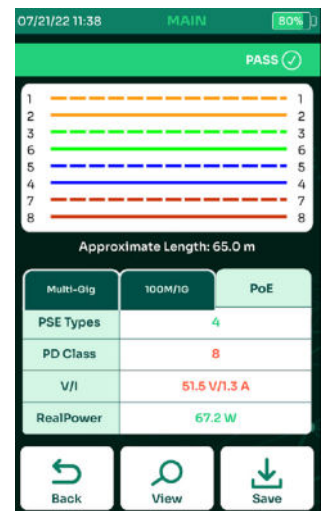 07/21/22 11:38 MAIN 80%
PASS
1 1
2 2
3 3
6 6
5 5
4 4
7 7
8 8
Approximate Length: 65.0 m
Multi-Gig 100M/1G PoE
PSE Types 4
PD Class 8
V/I 51.5 V/1.3 A
RealPower 67.2 W
Back View Save